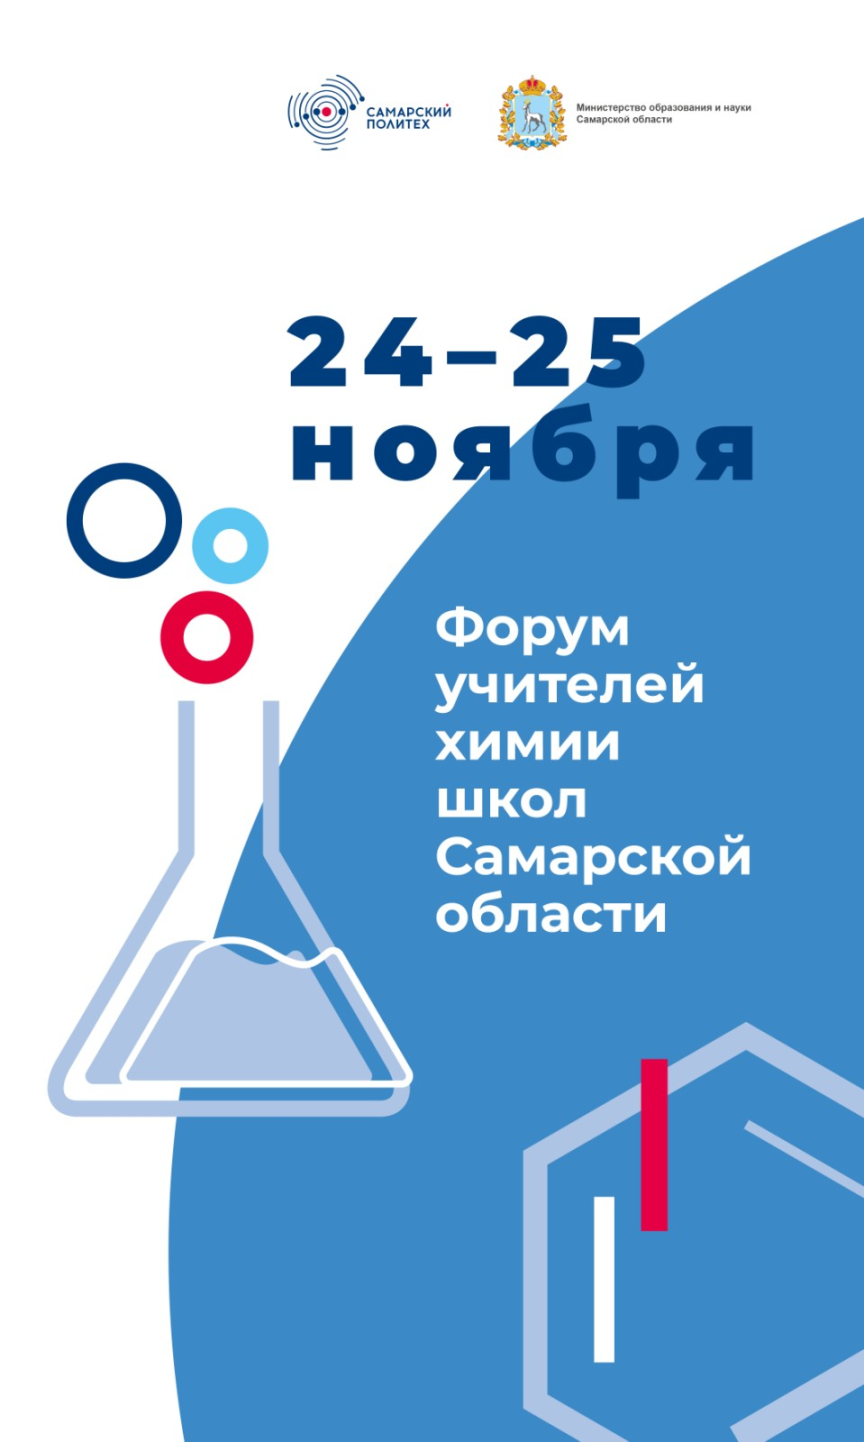 САМАРСКИЙ
ПОЛИТЕХ
Министерство образования и науки
Самарской области
24–25
ноября
Форум
учителей
химии
школ
Самарской
области